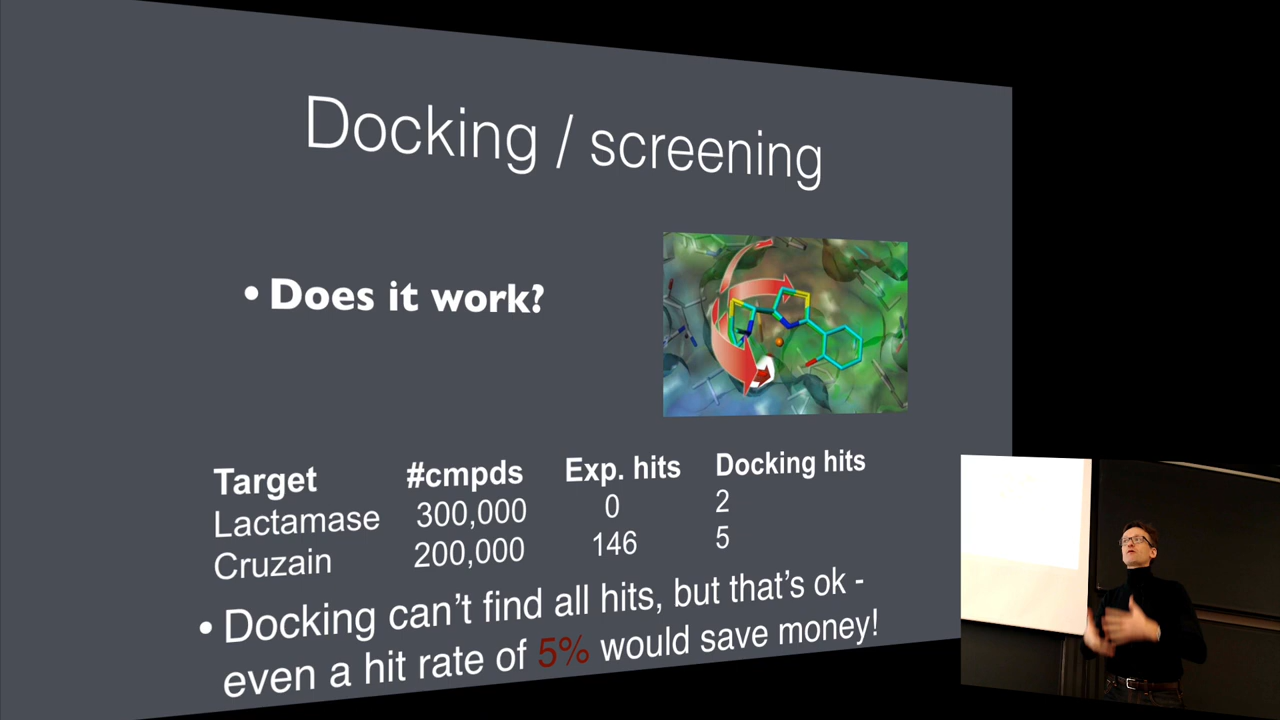 Docking / screening
• Does it work?
Target #cmpds Exp. hits Docking hits
Lactamase 300,000 0 2
Cruzain 200,000 146 5
• Docking can't find all hits, but that's ok -
even a hit rate of 5% would save money!